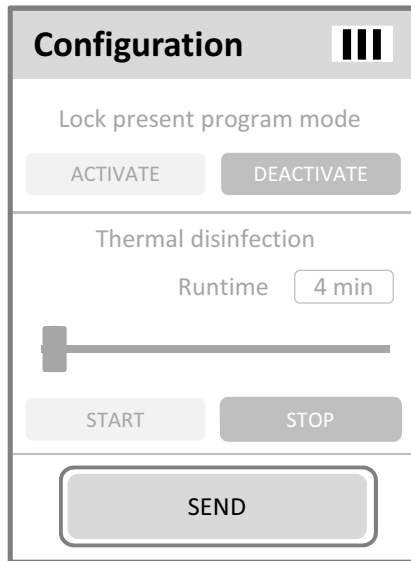 Configuration
Lock present program mode
ACTIVATE DEACTIVATE
Thermal disinfection
Runtime 4 min
START STOP
SEND